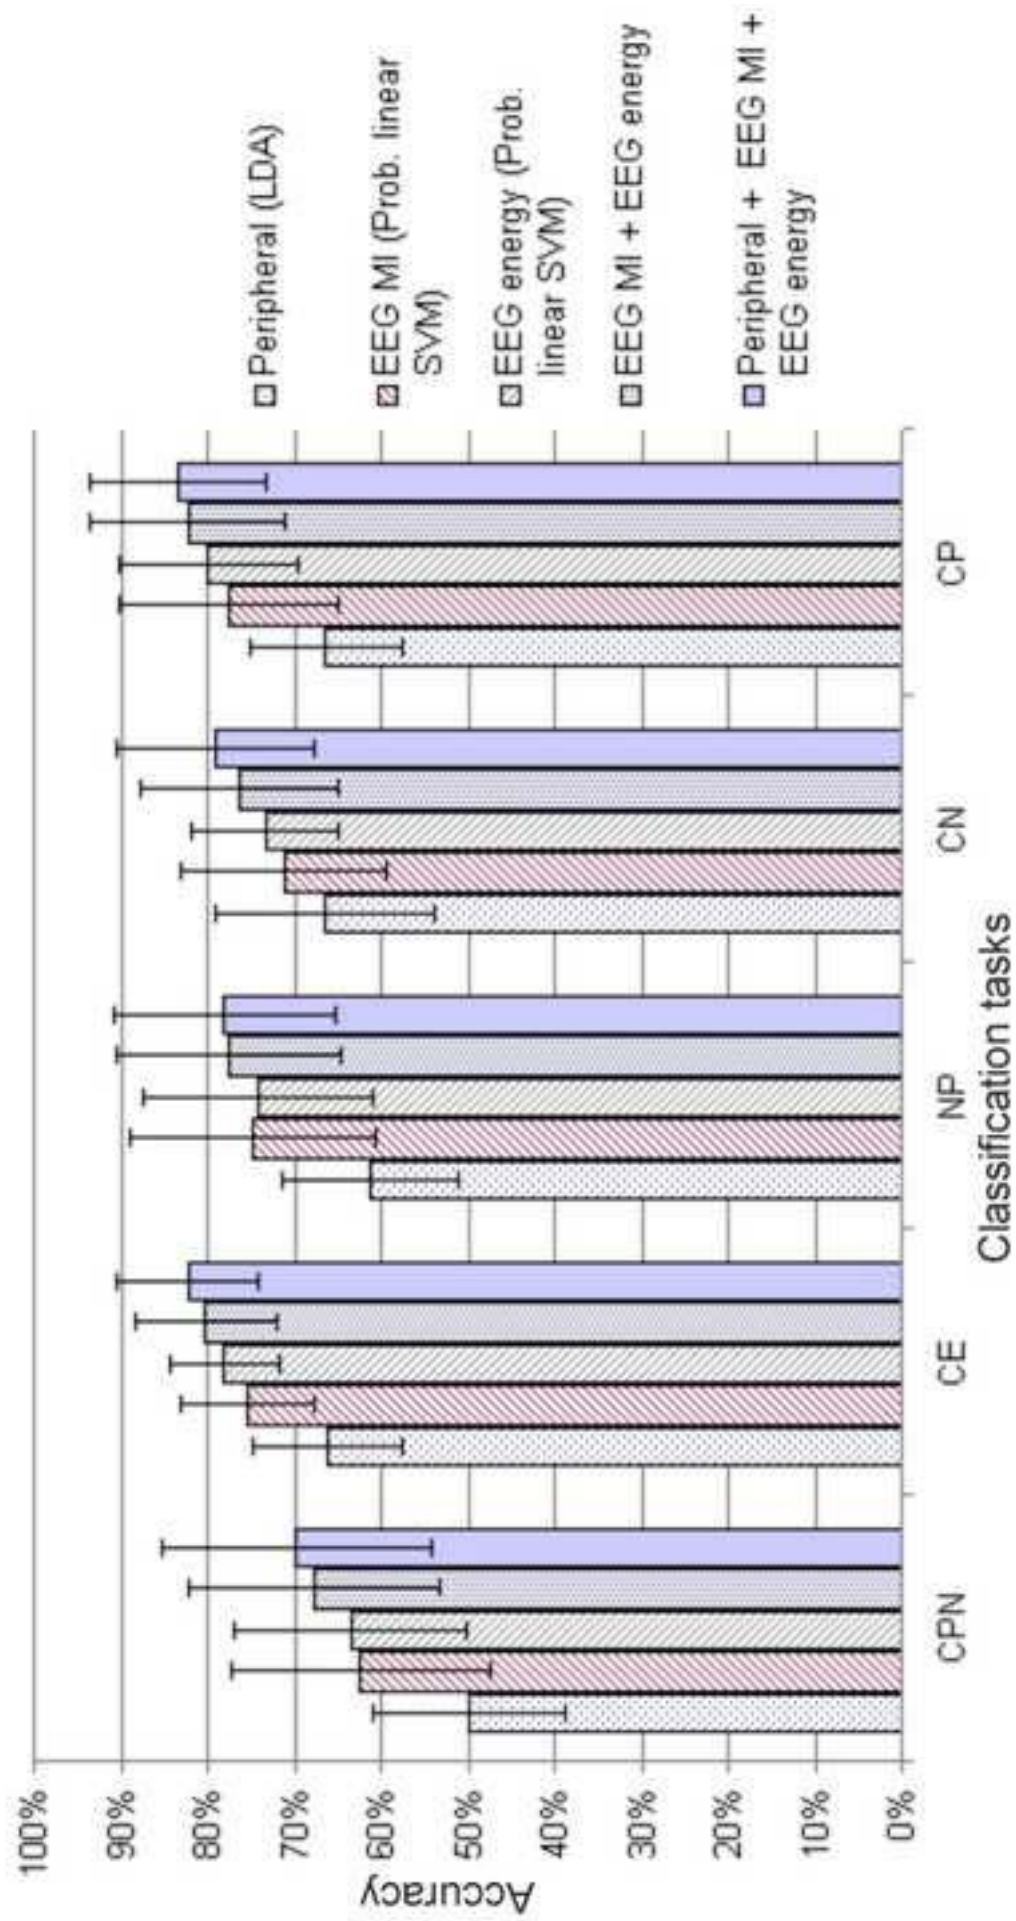 100%
90%
80%
70%
60%
50%
40%
30%
20%
10%
0%
Accuracy
CPN
CE
NP
CN
CP
Classification tasks
Peripheral (LDA)
EEG MI (Prob. linear
SVM)
EEG energy (Prob.
linear SVM)
EEG MI + EEG energy
Peripheral + EEG MI +
EEG energy